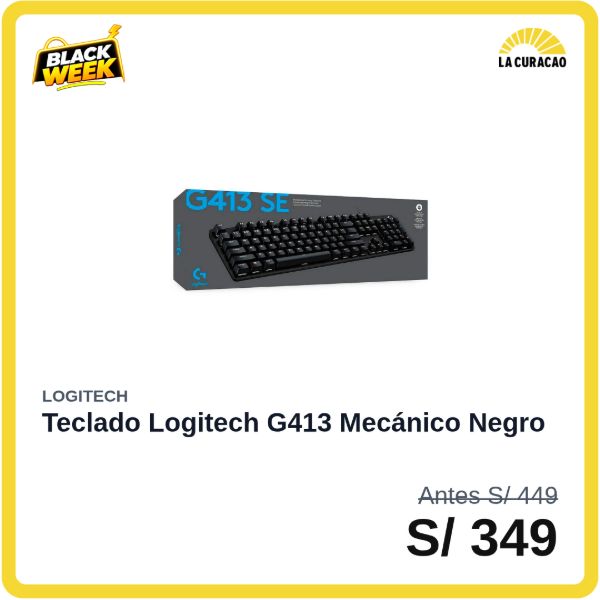 BLACK
WEEK
LA CURACAO
G413 SE
LOGITECH
Teclado Logitech G413 Mecánico Negro
Antes S/ 449
S/ 349